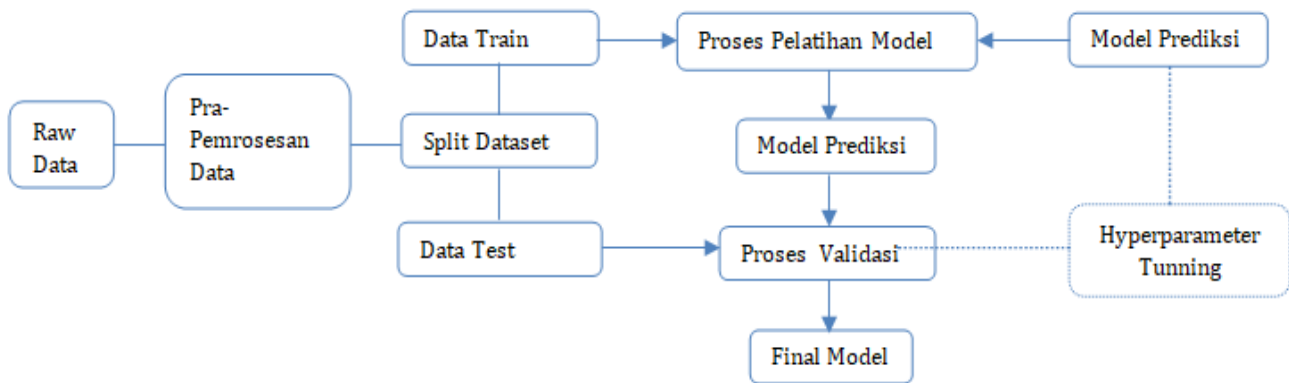 Raw
Data
Pra-
Pemrosesan
Data
Data Train
Split Dataset
Data Test
Proses Pelatihan Model
Model Prediksi
Proses Validasi
Final Model
Model Prediksi
Hyperparameter
Tunning